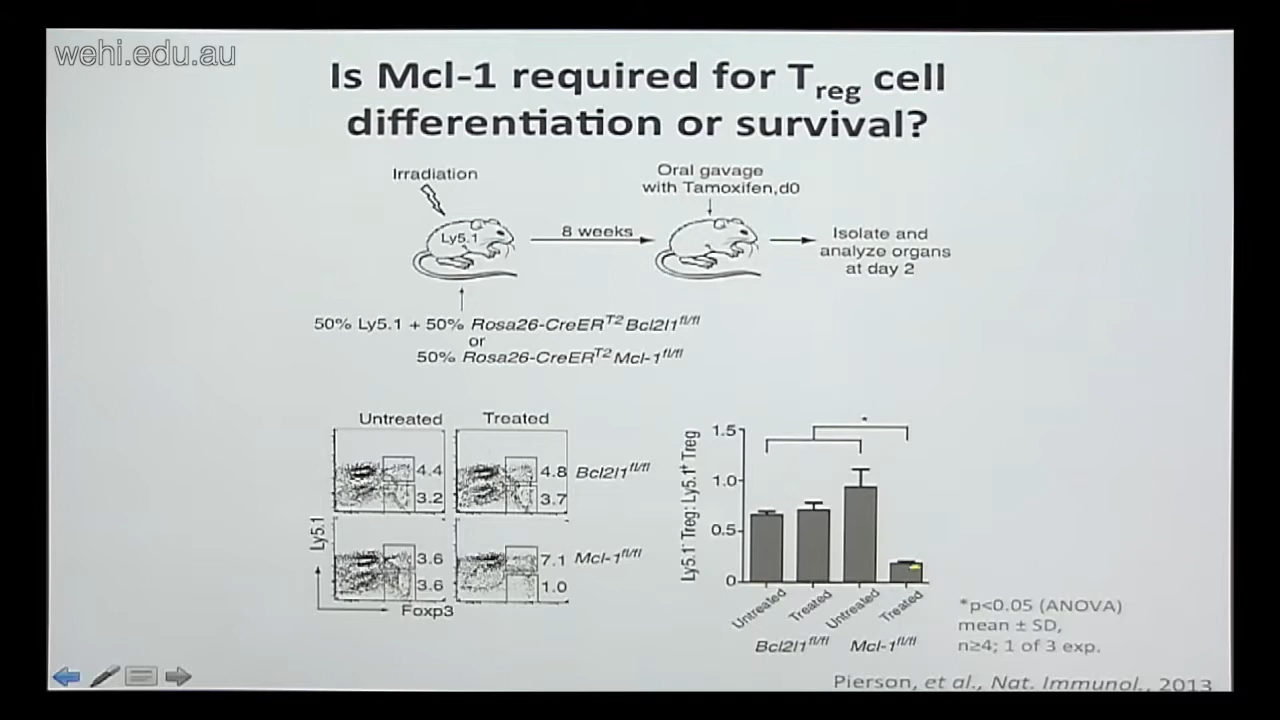 wehi.edu.au
Is Mcl-1 required for Treg cell
differentiation or survival?
Irradiation
Oral gavage
with Tamoxifen,d0
Ly5.1
8 weeks
Isolate and
analyze organs
at day 2
50% Ly5.1 + 50% Rosa26-CreERT2 Bcl2l1fl/fl
or
50% Rosa26-CreERT2 Mcl-1fl/fl
Untreated Treated
4.4 4.8 Bcl2l1fl/fl
3.2 3.7
3.6 7.1 Mcl-1fl/fl
3.6 1.0
Ly5.1
Foxp3
Ly5.1- Treg: Ly5.1+ Treg
1.5
*
1.0
0.5
0
Untreated Treated Untreated Treated
Bcl2l1fl/fl Mcl-1fl/fl
*p<0.05 (ANOVA)
mean ± SD,
n≥4; 1 of 3 exp.
Pierson, et al., Nat. Immunol., 2013